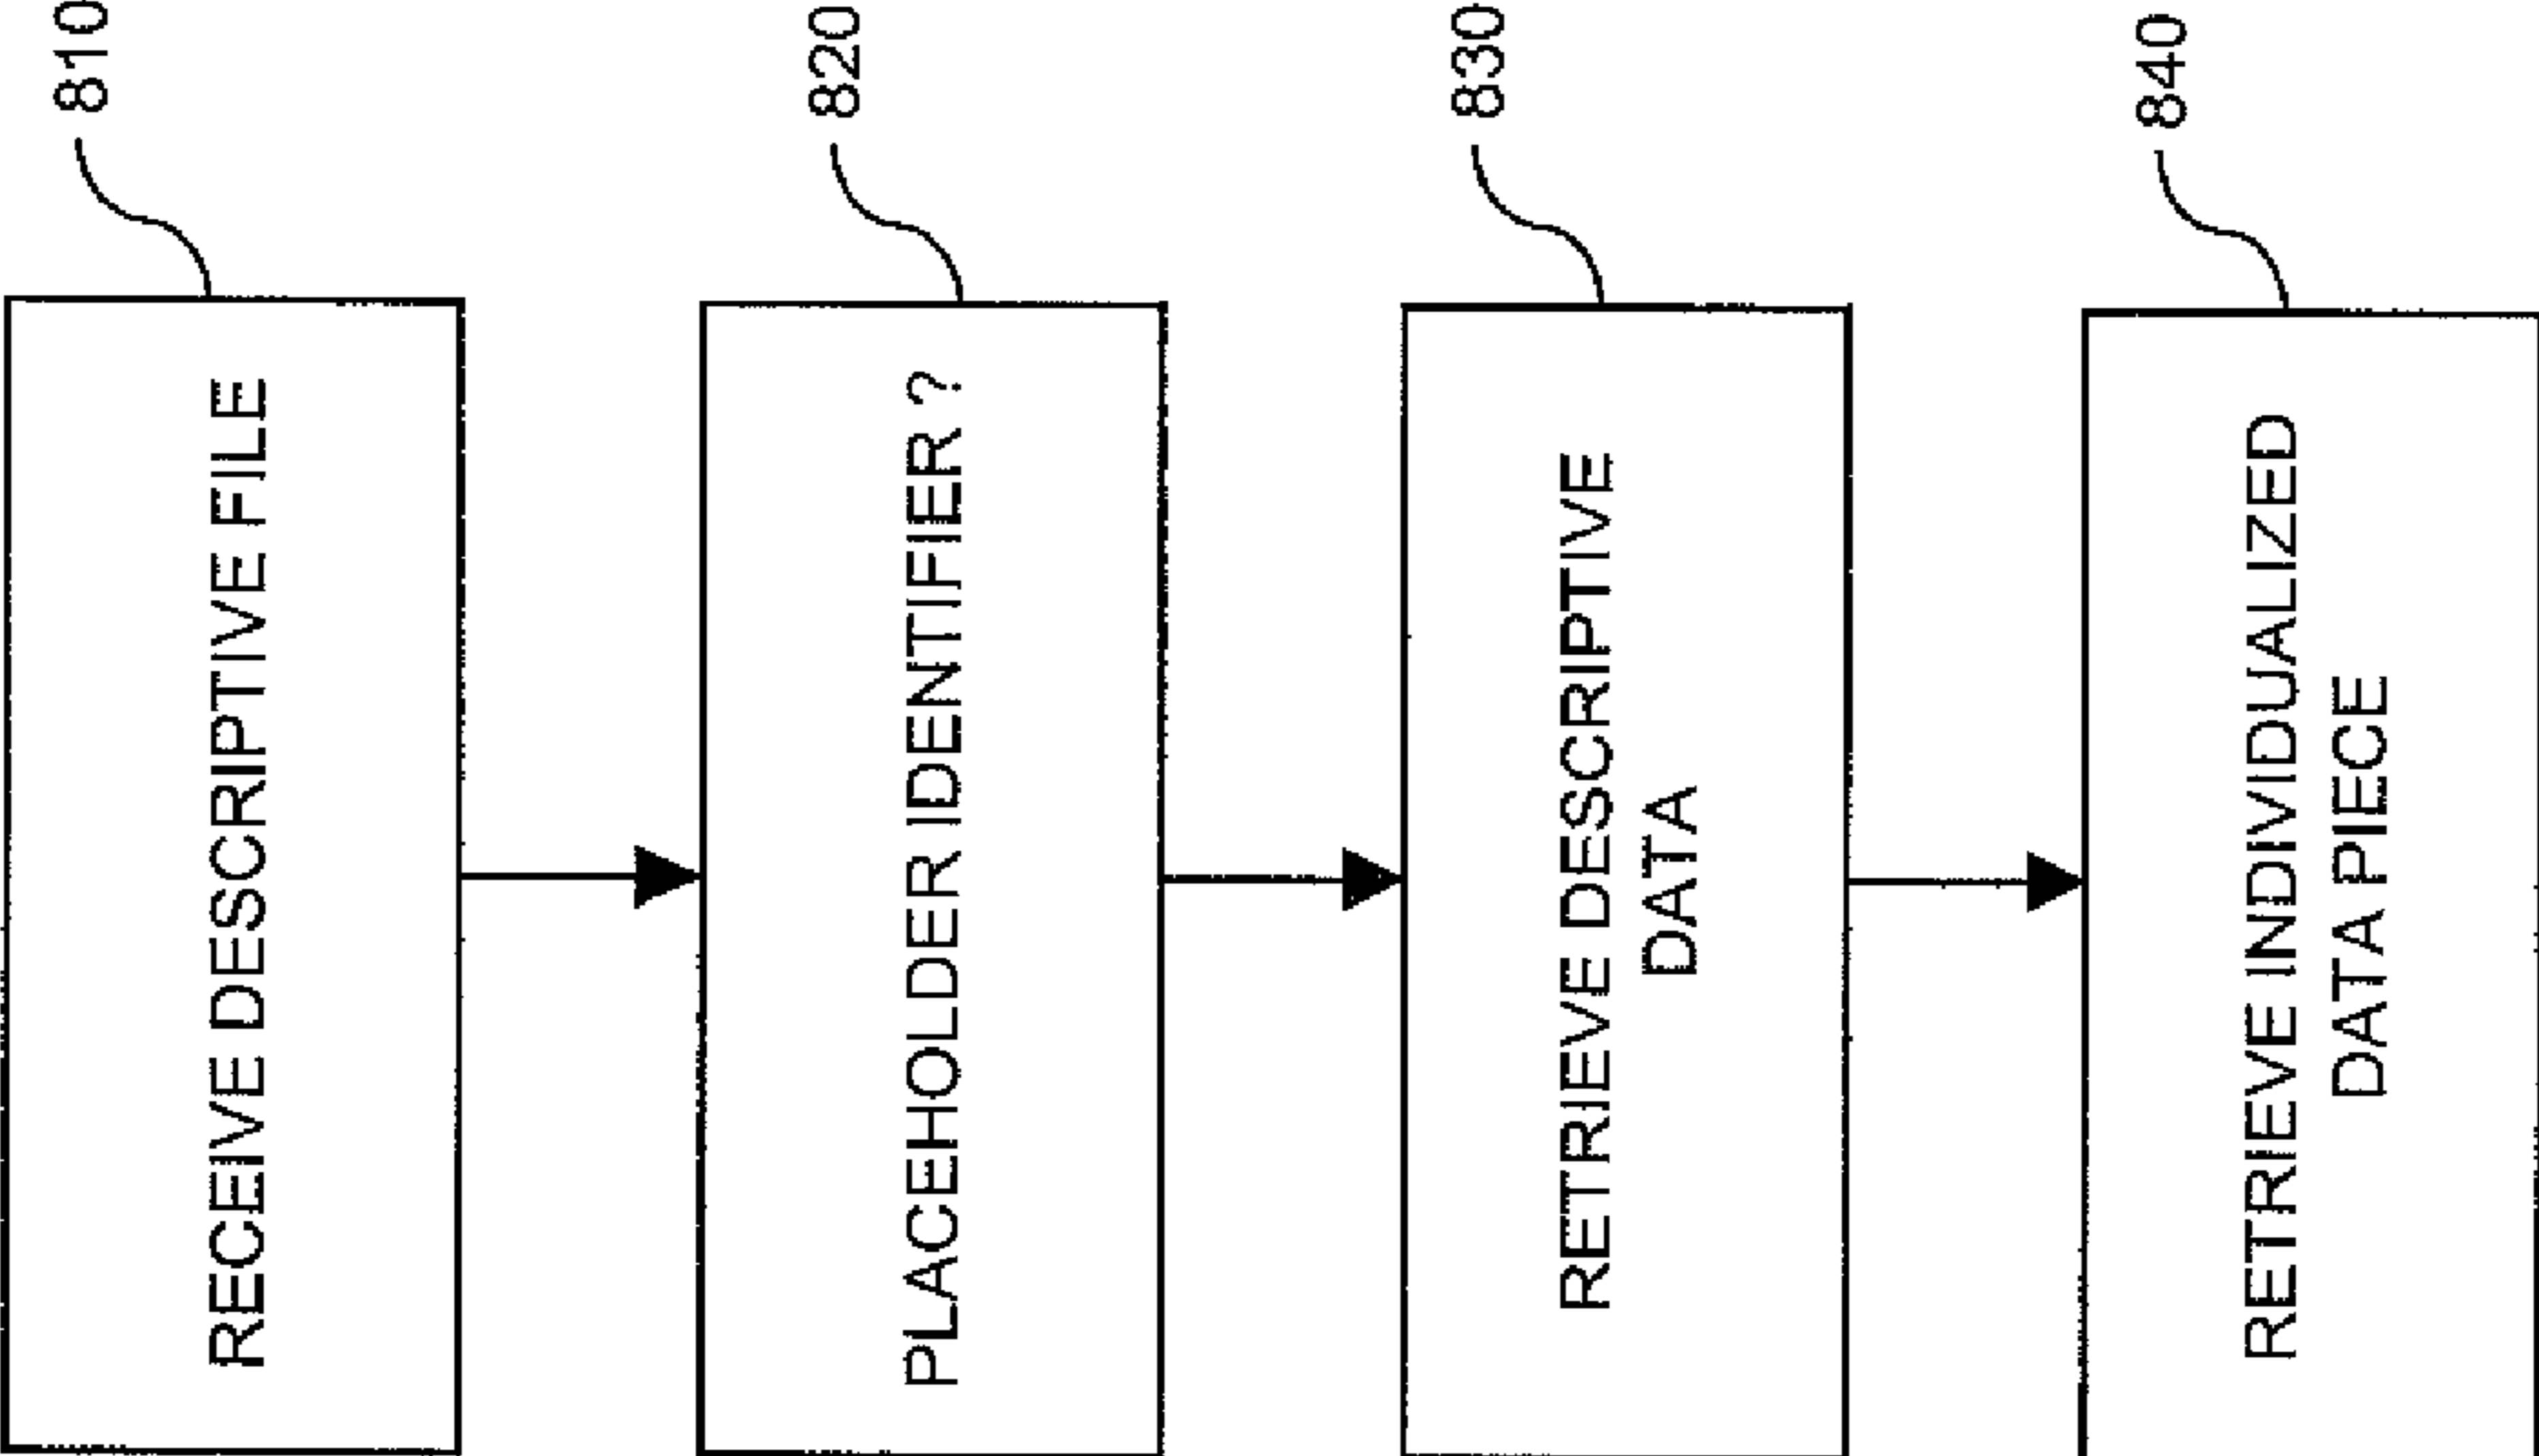 810
RECEIVE DESCRIPTIVE FILE
820
PLACEHOLDER IDENTIFIER ?
830
RETRIEVE DESCRIPTIVE
DATA
840
RETRIEVE INDIVIDUALIZED
DATA PIECE